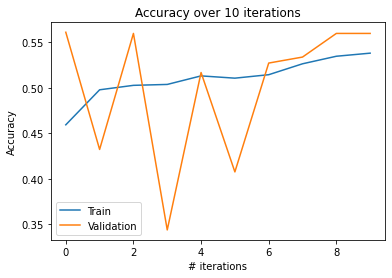 Accuracy over 10 iterations
0.55
0.50
0.45
0.40
0.35
Accuracy
Train
Validation
0 2 4 6 8
# iterations